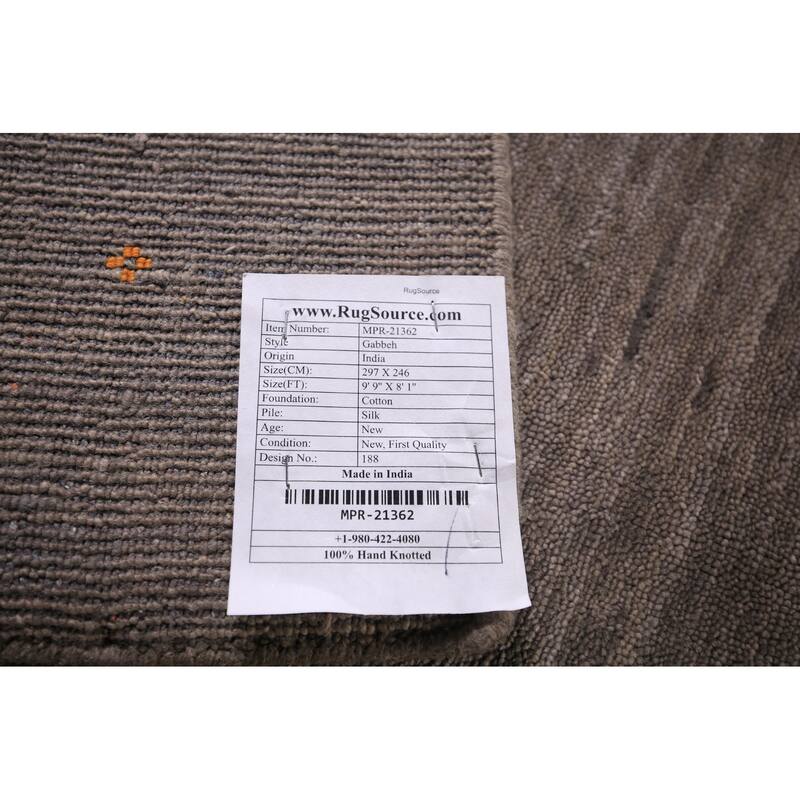 RugSource
www.RugSource.com
Item Number: MPR-21362
Style Gabbeh
Origin India
Size(CM): 297 X 246
Size(FT): 9' 9" X 8' 1"
Foundation: Cotton
Pile: Silk
Age: New
Condition: New, First Quality
Design No.: 188
Made in India
MPR-21362
+1-980-422-4080
100% Hand Knotted